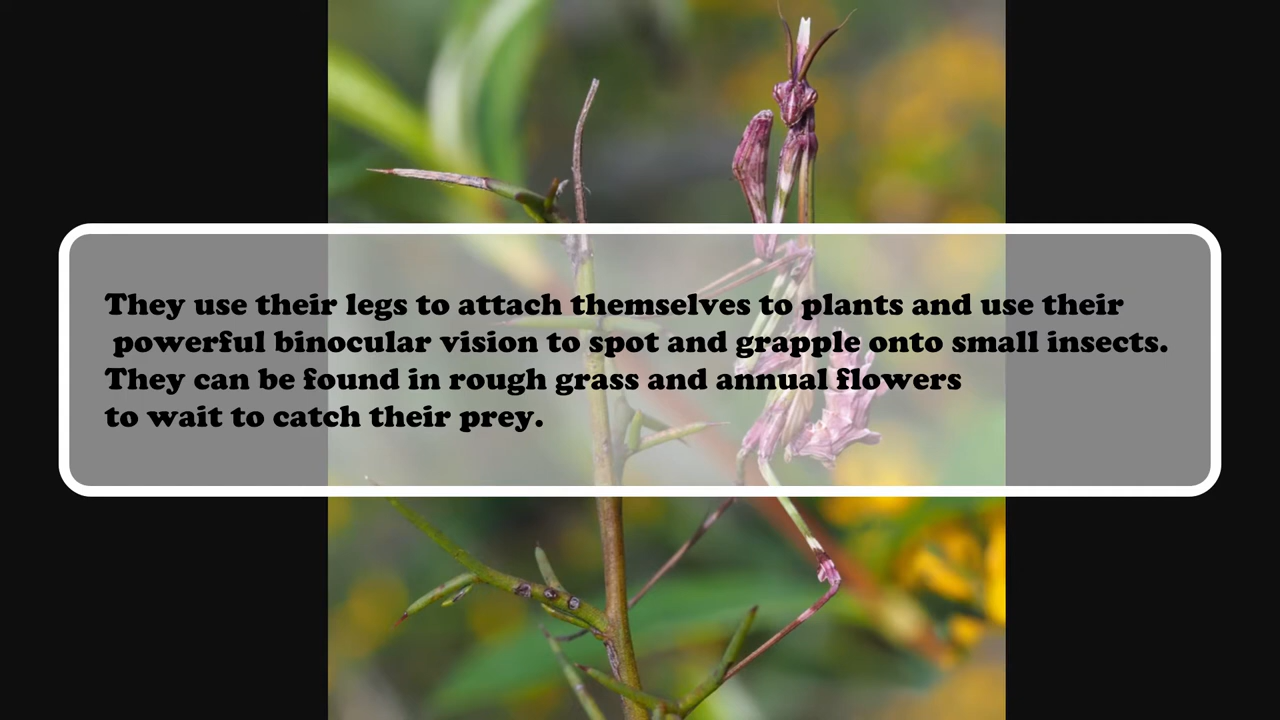 They use their legs to attach themselves to plants and use their
powerful binocular vision to spot and grapple onto small insects.
They can be found in rough grass and annual flowers
to wait to catch their prey.